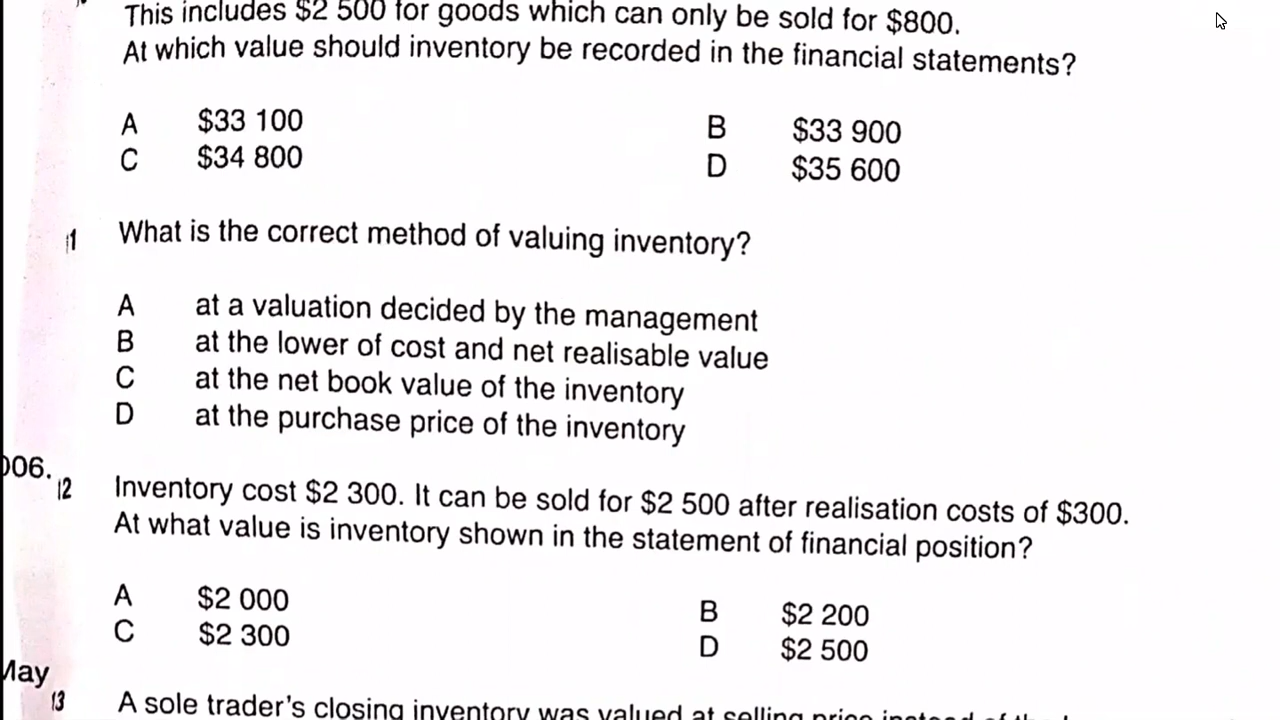 This includes $2 500 for goods which can only be sold for $800.
At which value should inventory be recorded in the financial statements?
A $33 100 B $33 900
C $34 800 D $35 600
11 What is the correct method of valuing inventory?
A at a valuation decided by the management
B at the lower of cost and net realisable value
C at the net book value of the inventory
D at the purchase price of the inventory
006.
12 Inventory cost $2 300. It can be sold for $2 500 after realisation costs of $300.
At what value is inventory shown in the statement of financial position?
A $2 000 B $2 200
C $2 300 D $2 500
May
13 A sole trader's closing inventory was valued at selling price instead of